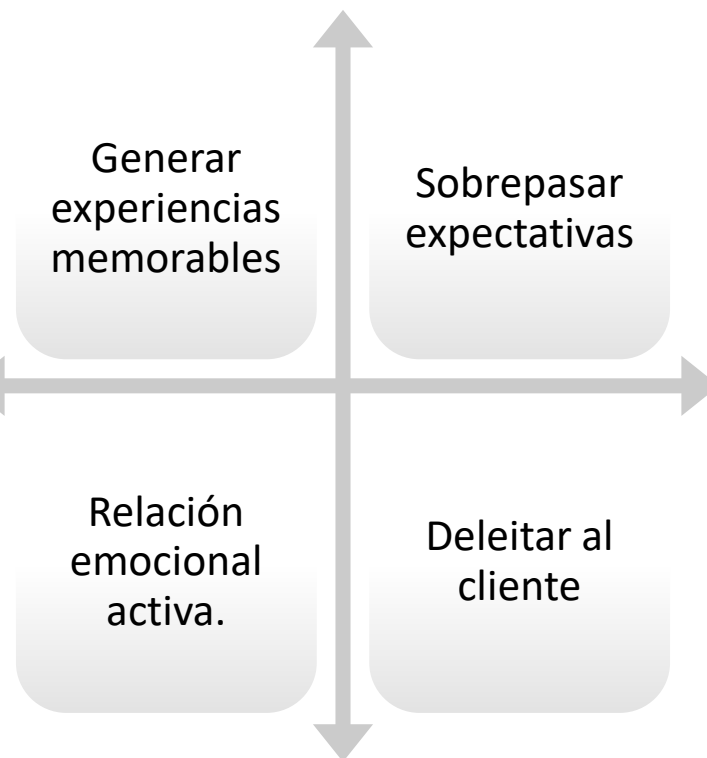 Generar
experiencias
memorables
Sobrepasar
expectativas
Relación
emocional
activa.
Deleitar al
cliente